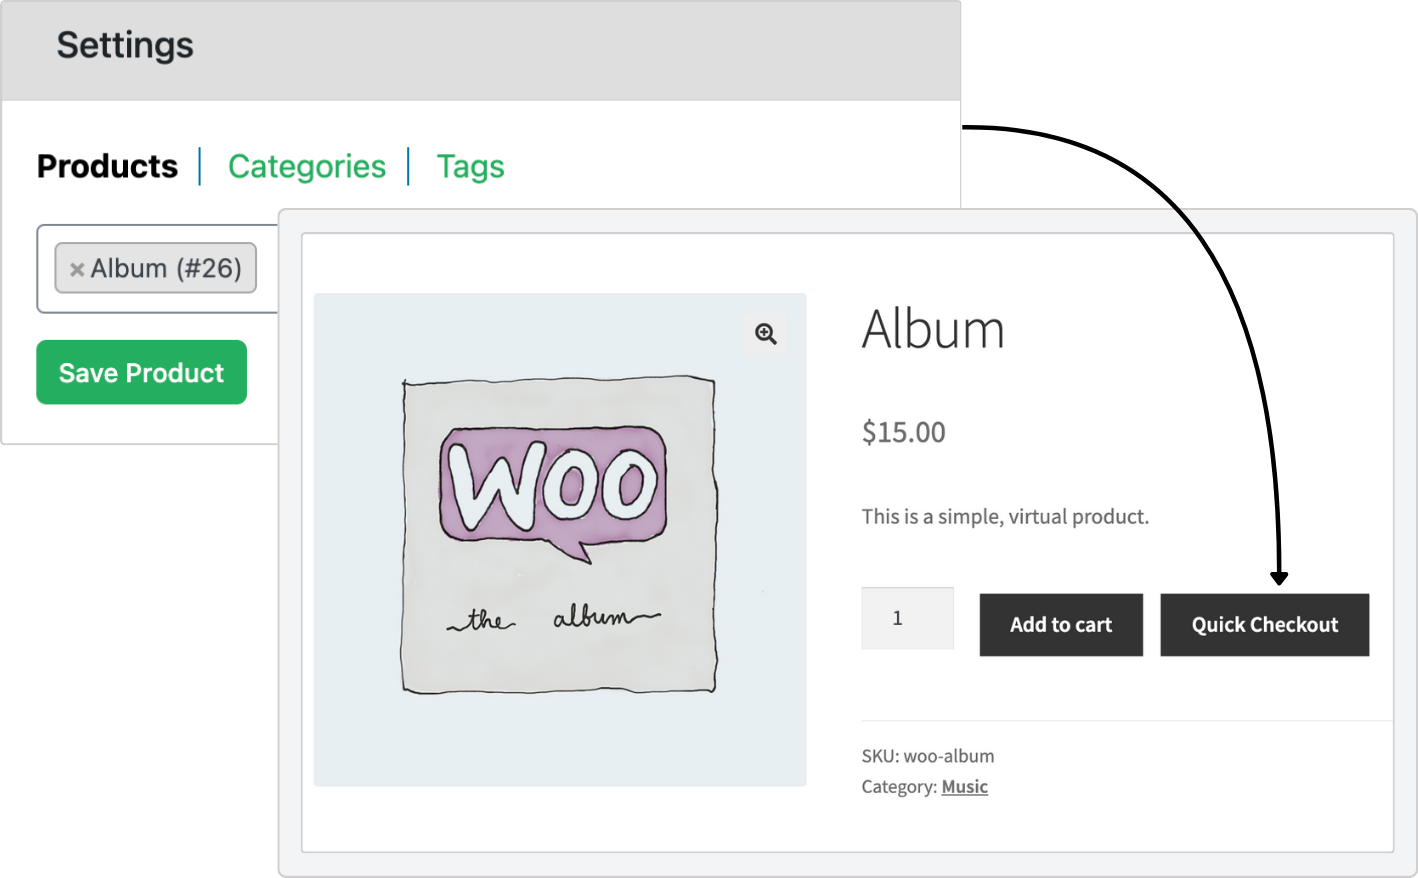 Settings
Products | Categories | Tags
× Album (#26)
Save Product
WOO
the album
Album
$15.00
This is a simple, virtual product.
1
Add to cart
Quick Checkout
SKU: woo-album
Category: Music